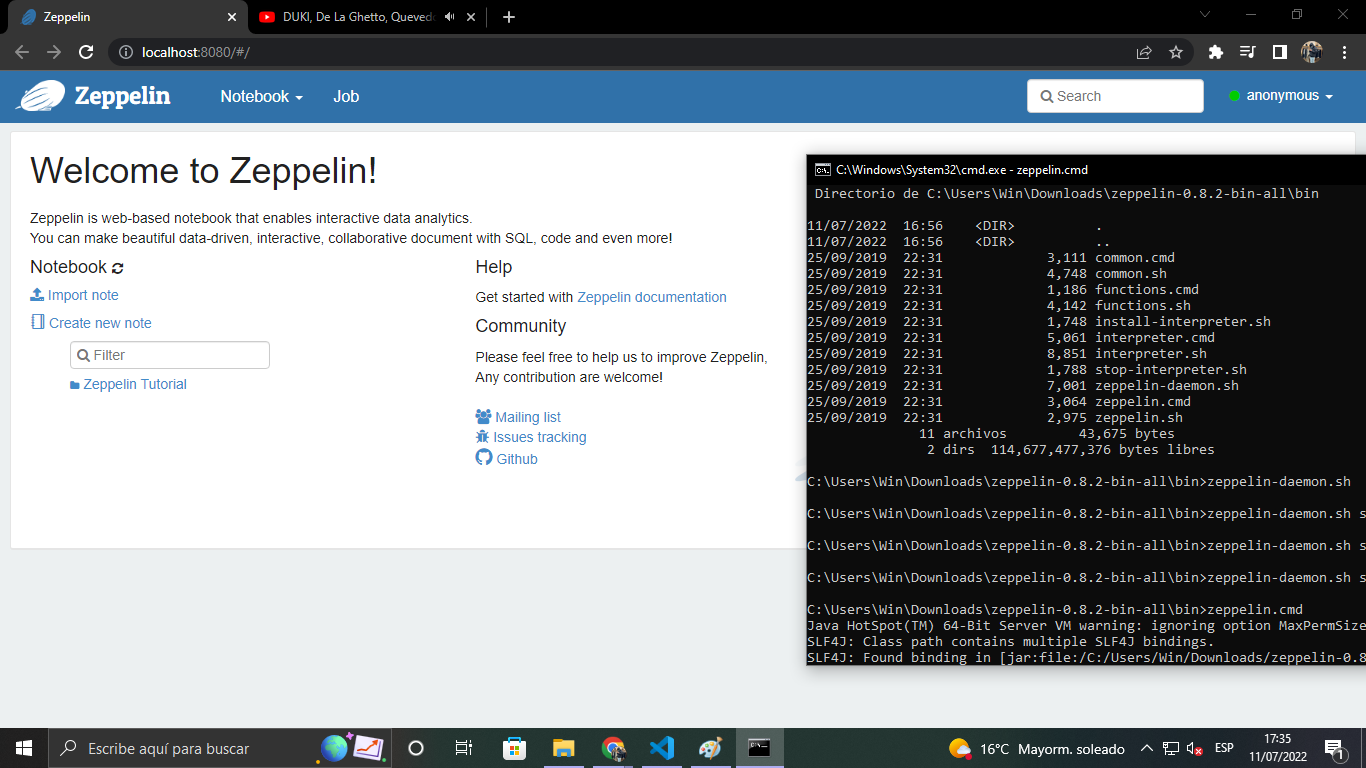 Zeppelin
DUKI, De La Ghetto, Quevedo
localhost:8080/#/
Zeppelin
Notebook
Job
Search
anonymous
Welcome to Zeppelin!
Zeppelin is web-based notebook that enables interactive data analytics.
You can make beautiful data-driven, interactive, collaborative document with SQL, code and even more!
Notebook
Import note
Create new note
Filter
Zeppelin Tutorial
Help
Get started with Zeppelin documentation
Community
Please feel free to help us to improve Zeppelin,
Any contribution are welcome!
Mailing list
Issues tracking
Github
C:\Windows\System32\cmd.exe - zeppelin.cmd
Directorio de C:\Users\Win\Downloads\zeppelin-0.8.2-bin-all\bin
11/07/2022  16:56    <DIR>          .
11/07/2022  16:56    <DIR>          ..
25/09/2019  22:31             3,111 common.cmd
25/09/2019  22:31             4,748 common.sh
25/09/2019  22:31             1,186 functions.cmd
25/09/2019  22:31             4,142 functions.sh
25/09/2019  22:31             1,748 install-interpreter.sh
25/09/2019  22:31             5,061 interpreter.cmd
25/09/2019  22:31             8,851 interpreter.sh
25/09/2019  22:31             1,788 stop-interpreter.sh
25/09/2019  22:31             7,001 zeppelin-daemon.sh
25/09/2019  22:31             3,064 zeppelin.cmd
25/09/2019  22:31             2,975 zeppelin.sh
11 archivos         43,675 bytes
2 dirs  114,677,477,376 bytes libres
C:\Users\Win\Downloads\zeppelin-0.8.2-bin-all\bin>zeppelin-daemon.sh
C:\Users\Win\Downloads\zeppelin-0.8.2-bin-all\bin>zeppelin-daemon.sh s
C:\Users\Win\Downloads\zeppelin-0.8.2-bin-all\bin>zeppelin-daemon.sh s
C:\Users\Win\Downloads\zeppelin-0.8.2-bin-all\bin>zeppelin-daemon.sh s
C:\Users\Win\Downloads\zeppelin-0.8.2-bin-all\bin>zeppelin.cmd
Java HotSpot(TM) 64-Bit Server VM warning: ignoring option MaxPermSize
SLF4J: Class path contains multiple SLF4J bindings.
SLF4J: Found binding in [jar:file:/C:/Users/Win/Downloads/zeppelin-0.8
Escribe aquí para buscar
16°C Mayorm. soleado
ESP
17:35
11/07/2022
1